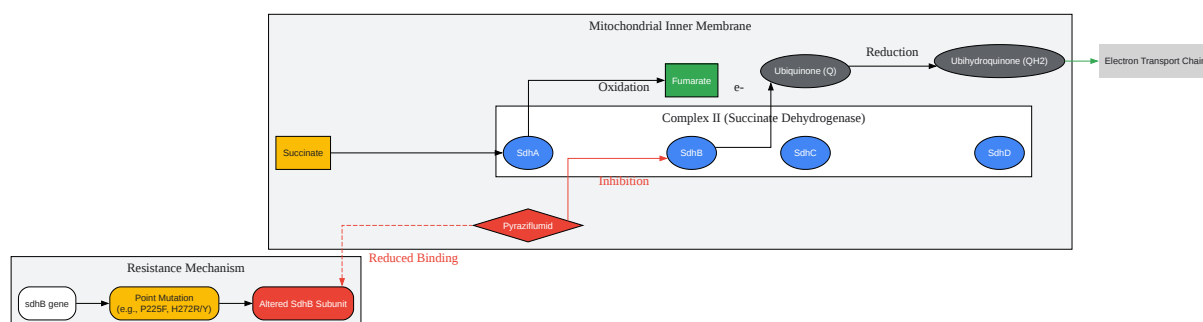 Mitochondrial Inner Membrane
Reduction
Ubiquinone (Q)
Ubihydroquinone (QH2)
Electron Transport Chain
Oxidation
Fumarate
e-
Complex II (Succinate Dehydrogenase)
Succinate
SdhA
SdhB
SdhC
SdhD
Inhibition
Pyraziflumid
Reduced Binding
Resistance Mechanism
sdhB gene
Point Mutation
(e.g., P225F, H272R/Y)
Altered SdhB Subunit